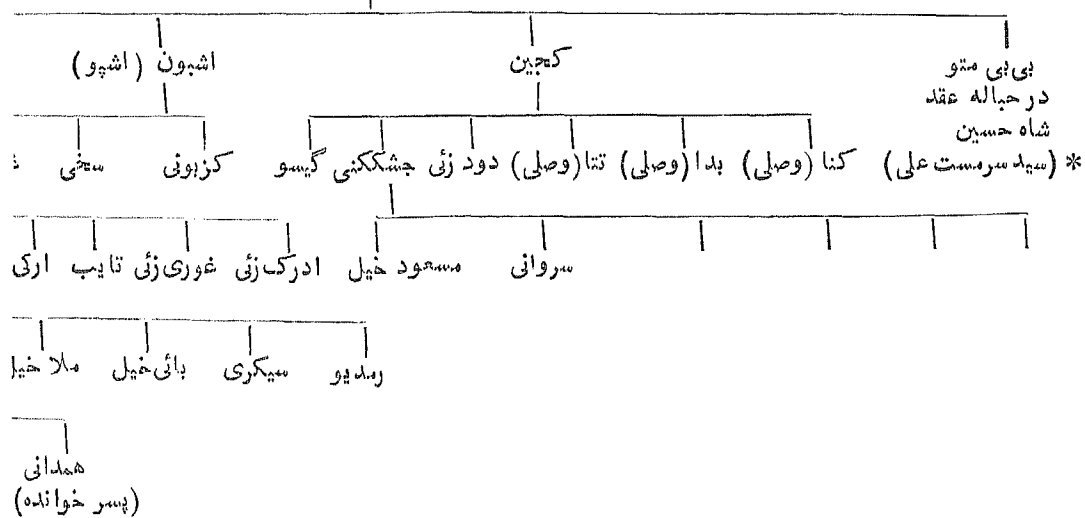 بی‌بی متو کجین اشبون (اشپو)
در حباله عقد
شاه حسین
* (سید سرمست علی) کنا (وصلی) بدا (وصلی) تتا (وصلی) دود زئی جشککنی گیسو کزبونی سخی
سروانی مسعود خیل ادرک‌زئی غوری‌زئی تایب ارکی
رمدیو سیکری بائی‌خیل ملا خیل
همدانی
(پسر خوانده)